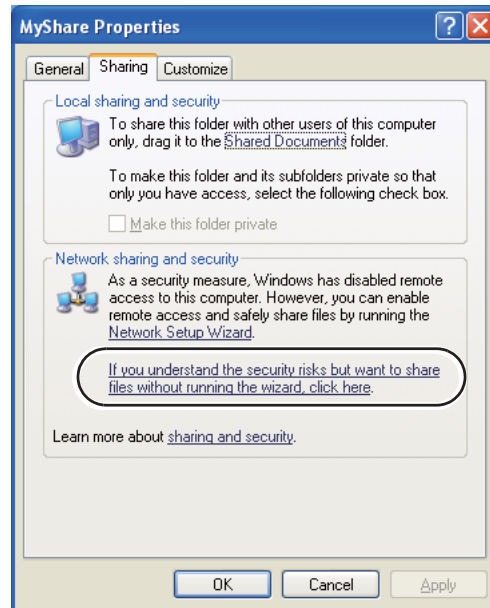 MyShare Properties
General
Sharing
Customize
Local sharing and security
To share this folder with other users of this computer
only, drag it to the Shared Documents folder.
To make this folder and its subfolders private so that
only you have access, select the following check box.
Make this folder private
Network sharing and security
As a security measure, Windows has disabled remote
access to this computer. However, you can enable
remote access and safely share files by running the
Network Setup Wizard.
If you understand the security risks but want to share
files without running the wizard, click here.
Learn more about sharing and security.
OK
Cancel
Apply